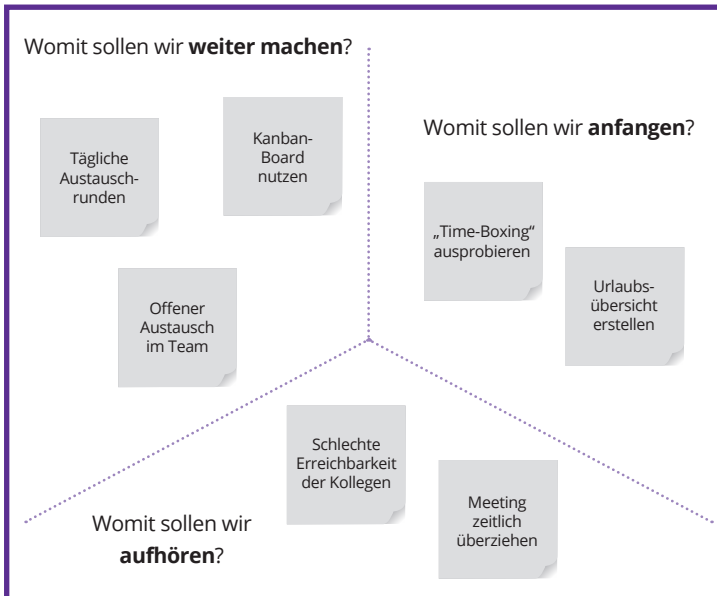 Womit sollen wir weiter machen?
Tägliche
Austausch-
runden
Kanban-
Board
nutzen
Offener
Austausch
im Team
Womit sollen wir anfangen?
„Time-Boxing“
ausprobieren
Urlaubs-
übersicht
erstellen
Womit sollen wir
aufhören?
Schlechte
Erreichbarkeit
der Kollegen
Meeting
zeitlich
überziehen